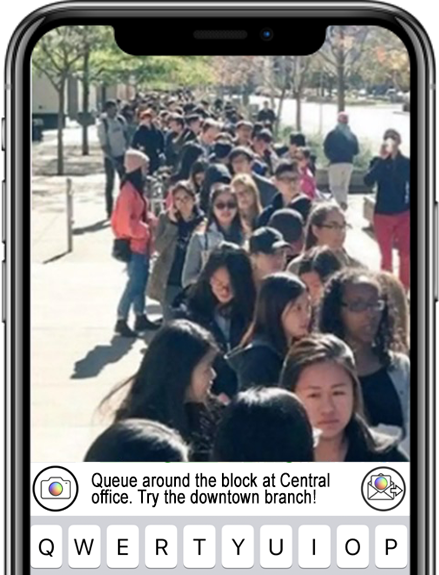 Queue around the block at Central
office. Try the downtown branch!
Q W E R T Y U I O P